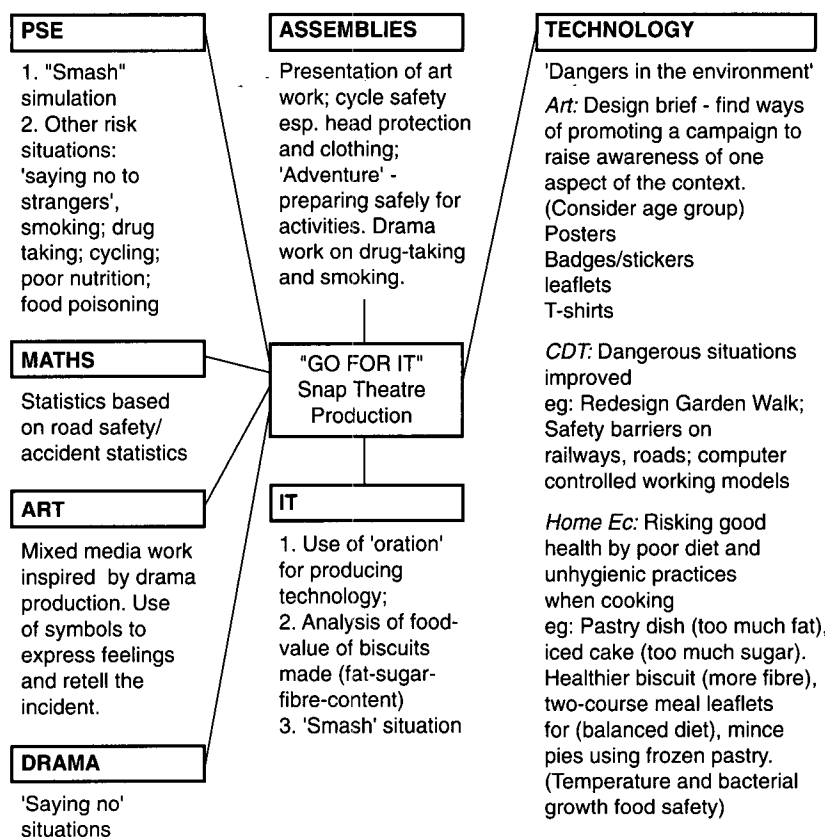 PSE
1. "Smash"
simulation
2. Other risk
situations:
'saying no to
strangers',
smoking; drug
taking; cycling;
poor nutrition;
food poisoning
MATHS
Statistics based
on road safety/
accident statistics
ART
Mixed media work
inspired by drama
production. Use
of symbols to
express feelings
and retell the
incident.
DRAMA
'Saying no'
situations
ASSEMBLIES
Presentation of art
work; cycle safety
esp. head protection
and clothing;
'Adventure' -
preparing safely for
activities. Drama
work on drug-taking
and smoking.
"GO FOR IT"
Snap Theatre
Production
IT
1. Use of 'oration'
for producing
technology;
2. Analysis of food-
value of biscuits
made (fat-sugar-
fibre-content)
3. 'Smash' situation
TECHNOLOGY
'Dangers in the environment'
Art: Design brief - find ways
of promoting a campaign to
raise awareness of one
aspect of the context.
(Consider age group)
Posters
Badges/stickers
leaflets
T-shirts
CDT: Dangerous situations
improved
eg: Redesign Garden Walk;
Safety barriers on
railways, roads; computer
controlled working models
Home Ec: Risking good
health by poor diet and
unhygienic practices
when cooking
eg: Pastry dish (too much fat),
iced cake (too much sugar).
Healthier biscuit (more fibre),
two-course meal leaflets
for (balanced diet), mince
pies using frozen pastry.
(Temperature and bacterial
growth food safety)